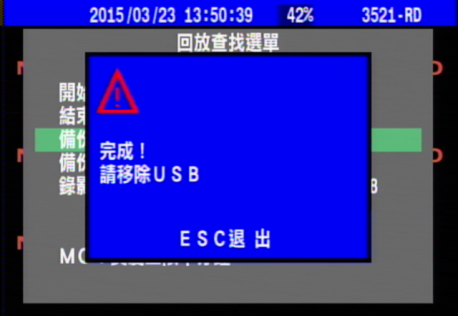 2015/03/23 13:50:39 42% 3521-RD
回放查找選單
開始
結束
備份
備份
錄影
完成！
請移除USB
ESC退 出